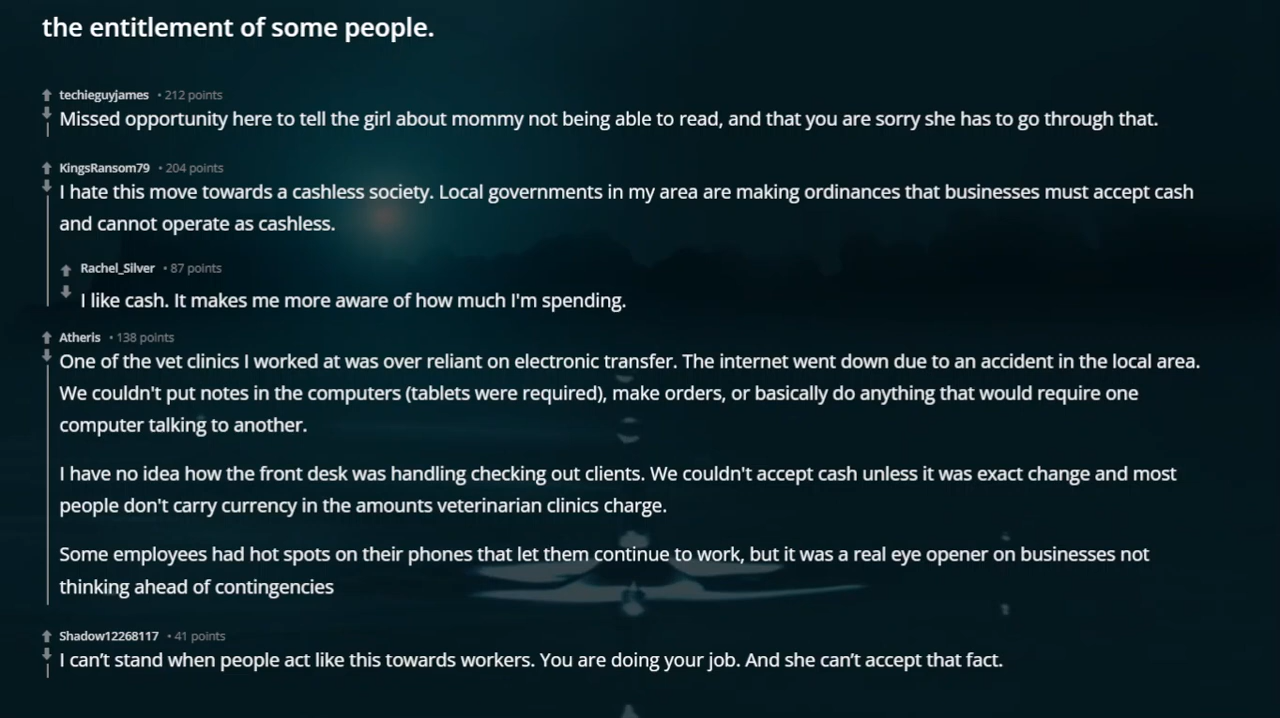 the entitlement of some people.
techieguyjames • 212 points
Missed opportunity here to tell the girl about mommy not being able to read, and that you are sorry she has to go through that.
KingsRansom79 • 204 points
I hate this move towards a cashless society. Local governments in my area are making ordinances that businesses must accept cash
and cannot operate as cashless.
Rachel_Silver • 87 points
I like cash. It makes me more aware of how much I'm spending.
Atheris • 138 points
One of the vet clinics I worked at was over reliant on electronic transfer. The internet went down due to an accident in the local area.
We couldn't put notes in the computers (tablets were required), make orders, or basically do anything that would require one
computer talking to another.
I have no idea how the front desk was handling checking out clients. We couldn't accept cash unless it was exact change and most
people don't carry currency in the amounts veterinarian clinics charge.
Some employees had hot spots on their phones that let them continue to work, but it was a real eye opener on businesses not
thinking ahead of contingencies
Shadow12268117 • 41 points
I can’t stand when people act like this towards workers. You are doing your job. And she can’t accept that fact.